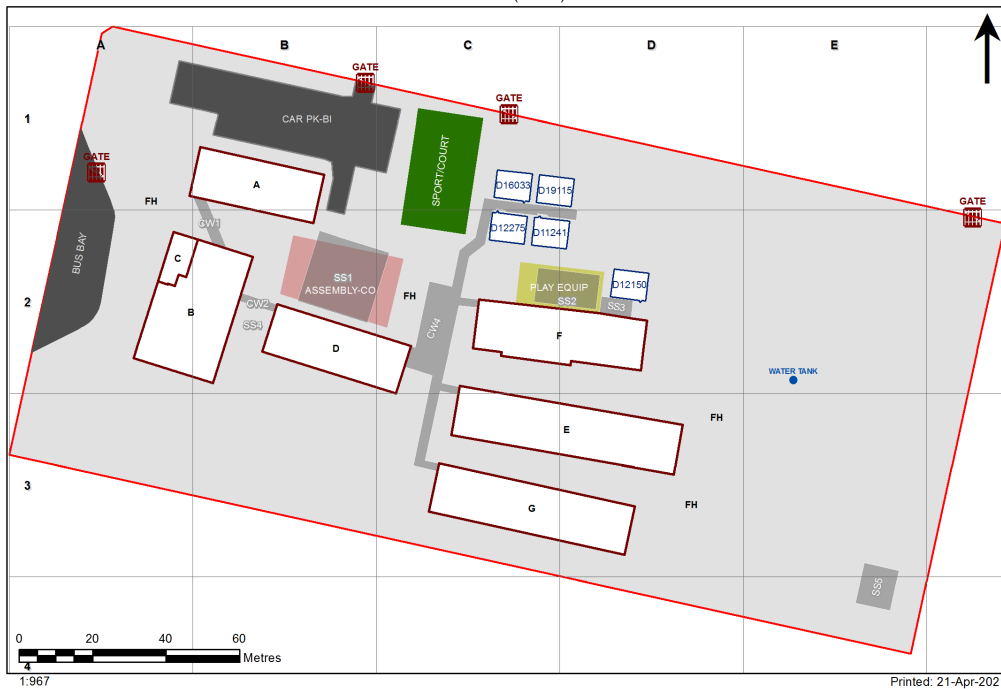 A B C D E
GATE
GATE
1
CAR PK-BI
SPORT/COURT
GATE
D16033
D19115
A
FH
GATE
CW1
D12275
D11241
BUS BAY
C
SS1
ASSEMBLY-CO
PLAY EQUIP
SS2
D12150
FH
2
CW2
SS3
B
SS4
CW4
D
F
WATER TANK
E
FH
3
G
FH
SS5
0 20 40 60
Metres
4
1:967
Printed: 21-Apr-202